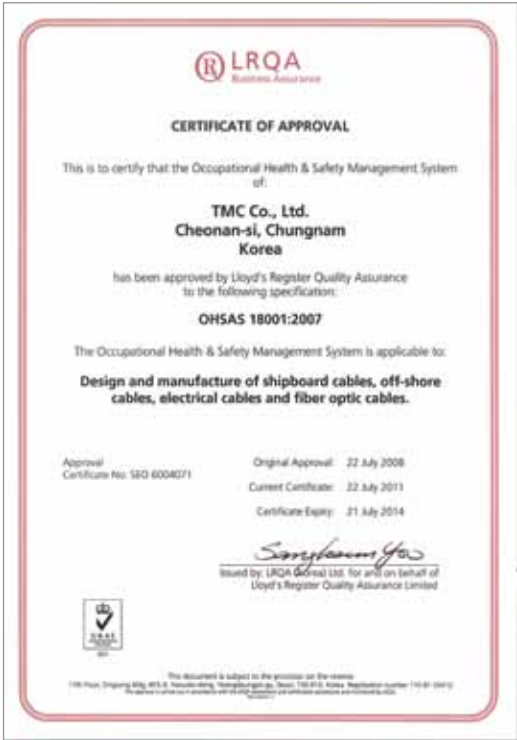 LRQA
Business Assurance
CERTIFICATE OF APPROVAL
This is to certify that the Occupational Health & Safety Management System
of:
TMC Co., Ltd.
Cheonan-si, Chungnam
Korea
has been approved by Lloyd's Register Quality Assurance
to the following specification:
OHSAS 18001:2007
The Occupational Health & Safety Management System is applicable to:
Design and manufacture of shipboard cables, off-shore
cables, electrical cables and fiber optic cables.
Approval
Certificate No: SEO 6004071
Original Approval: 22 July 2008
Current Certificate: 22 July 2011
Certificate Expiry: 21 July 2014
Issued by: LRQA (Korea) Ltd. for and on behalf of
Lloyd's Register Quality Assurance Limited
UKAS
This document is subject to the provision on the reverse